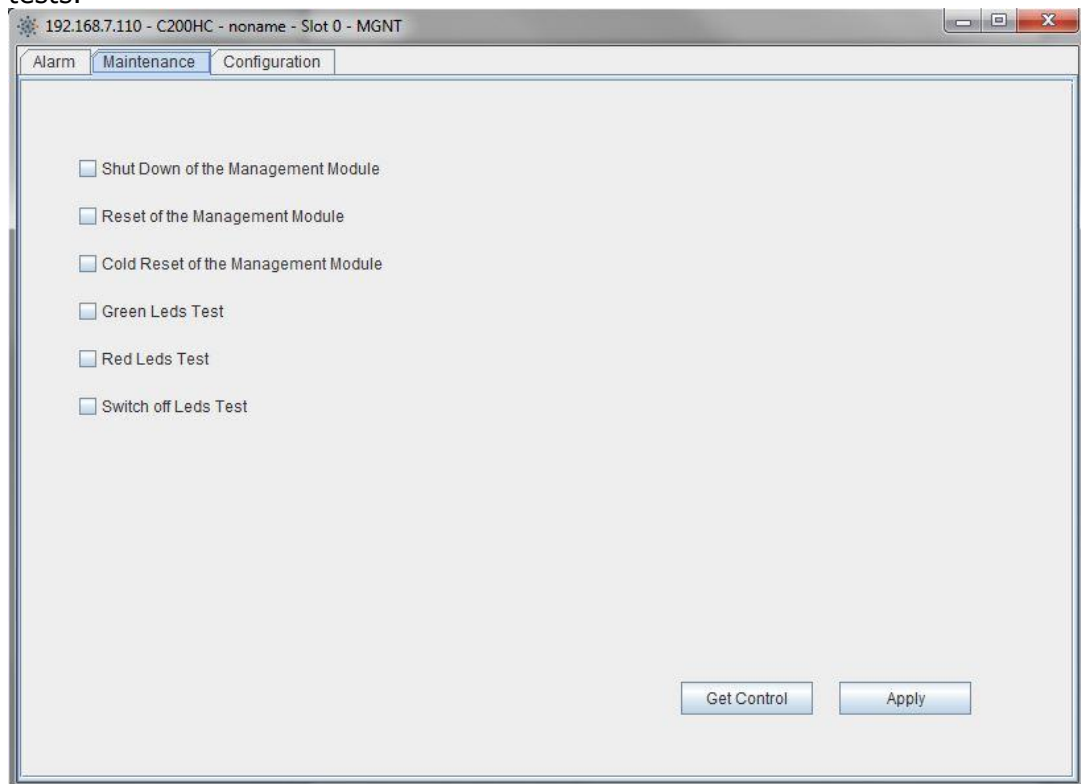 tests.
192.168.7.110 - C200HC - noname - Slot 0 - MGNT
Alarm Maintenance Configuration
Shut Down of the Management Module
Reset of the Management Module
Cold Reset of the Management Module
Green Leds Test
Red Leds Test
Switch off Leds Test
Get Control Apply